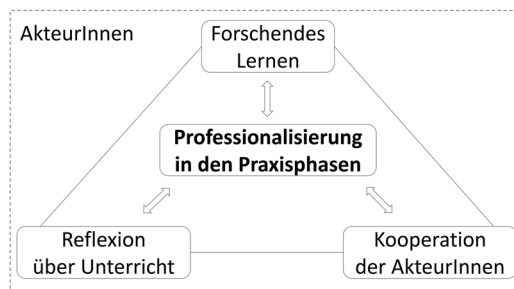 AkteurInnen
Forschendes
Lernen
Professionalisierung
in den Praxisphasen
Reflexion
über Unterricht
Kooperation
der AkteurInnen